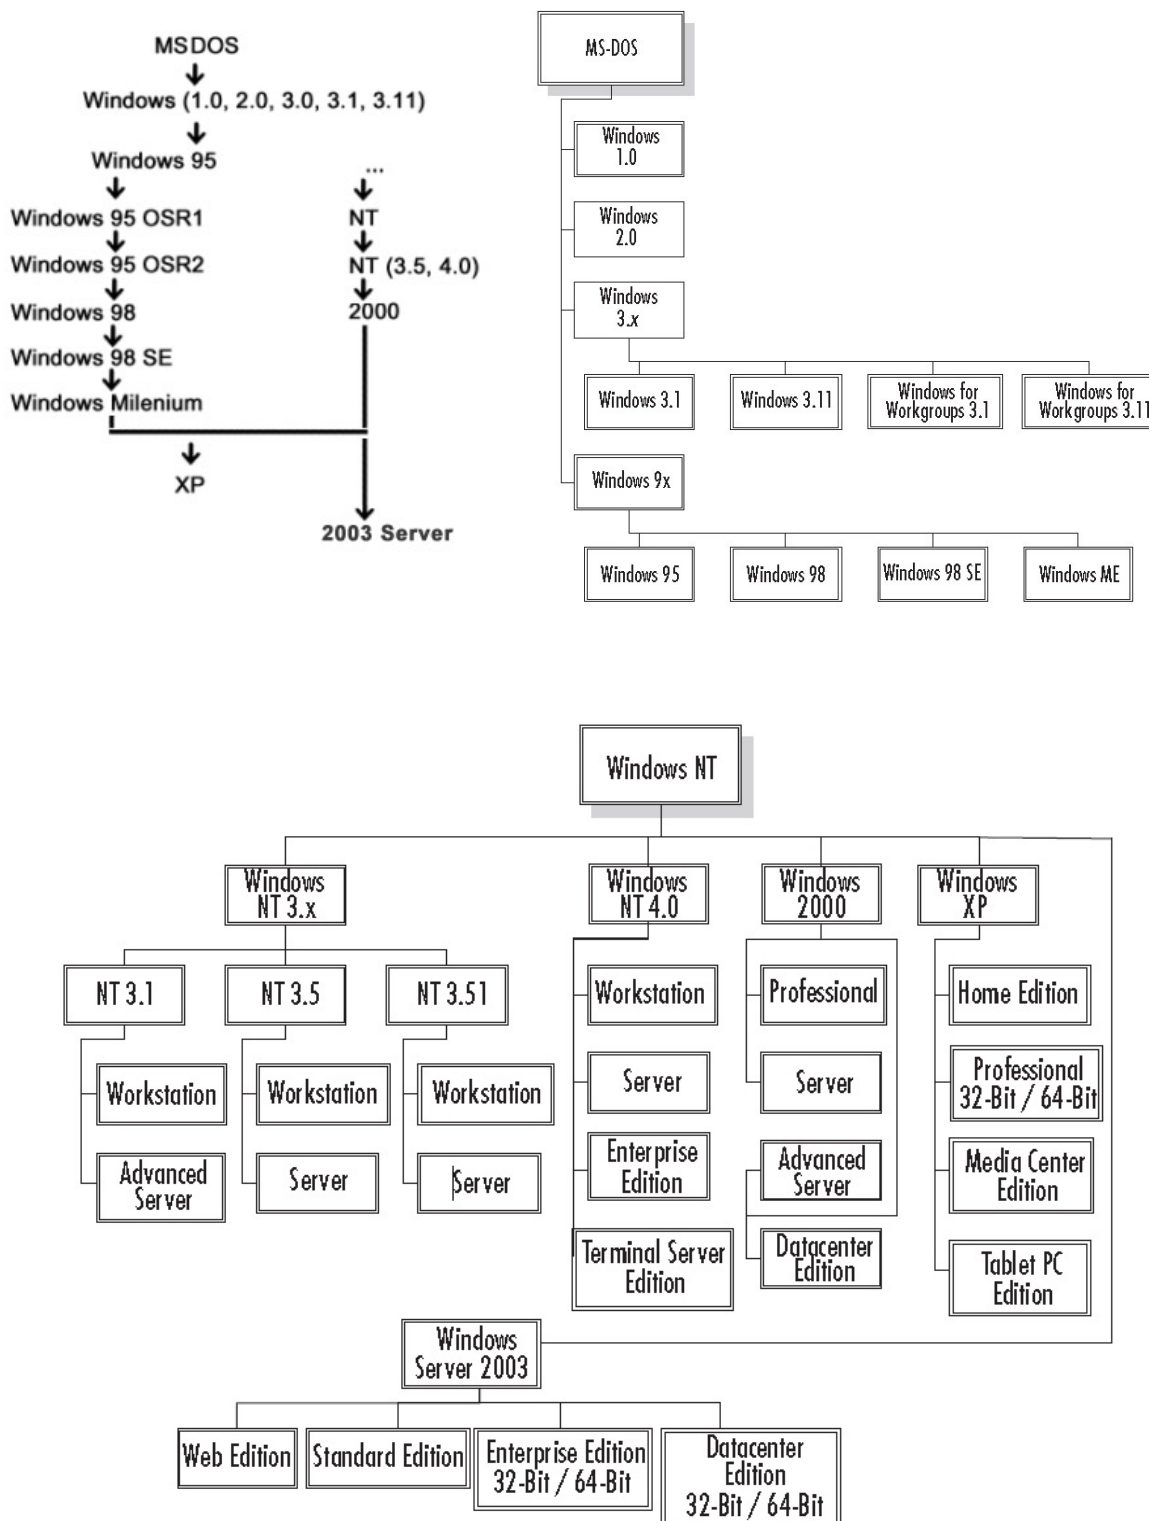 MSDOS
Windows (1.0, 2.0, 3.0, 3.1, 3.11)
Windows 95
...
Windows 95 OSR1
NT
Windows 95 OSR2
NT (3.5, 4.0)
Windows 98
2000
Windows 98 SE
Windows Milenium
XP
2003 Server
MS-DOS
Windows
1.0
Windows
2.0
Windows
3.x
Windows 3.1
Windows 3.11
Windows for
Workgroups 3.1
Windows for
Workgroups 3.11
Windows 9x
Windows 95
Windows 98
Windows 98 SE
Windows ME
Windows NT
Windows
NT 3.x
Windows
NT 4.0
Windows
2000
Windows
XP
NT 3.1
NT 3.5
NT 3.51
Workstation
Professional
Home Edition
Workstation
Workstation
Workstation
Server
Server
Professional
32-Bit / 64-Bit
Advanced
Server
Server
Server
Enterprise
Edition
Advanced
Server
Media Center
Edition
Terminal Server
Edition
Datacenter
Edition
Tablet PC
Edition
Windows
Server 2003
Web Edition
Standard Edition
Enterprise Edition
32-Bit / 64-Bit
Datacenter
Edition
32-Bit / 64-Bit